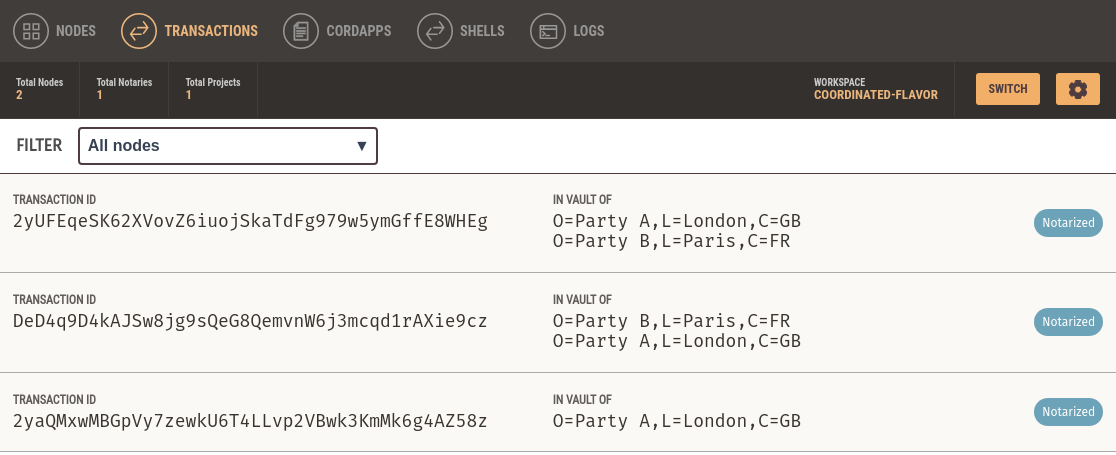 NODES TRANSACTIONS CORDAPPS SHELLS LOGS
Total Nodes Total Notaries Total Projects WORKSPACE
2 1 1 COORDINATED-FLAVOR SWITCH
FILTER All nodes
TRANSACTION ID IN VAULT OF
2yUFEqeSK62XVovZ6iuojSkaTdFg979w5ymGffE8WHEg O=Party A,L=London,C=GB
O=Party B,L=Paris,C=FR
Notarized
TRANSACTION ID IN VAULT OF
DeD4q9D4kAJSw8jg9sQeG8QemvnW6j3mcqd1rAXie9cz O=Party B,L=Paris,C=FR
O=Party A,L=London,C=GB
Notarized
TRANSACTION ID IN VAULT OF
2yaQMxwMBGpVy7zewkU6T4LLvp2VBwk3KmMk6g4AZ58z O=Party A,L=London,C=GB
Notarized